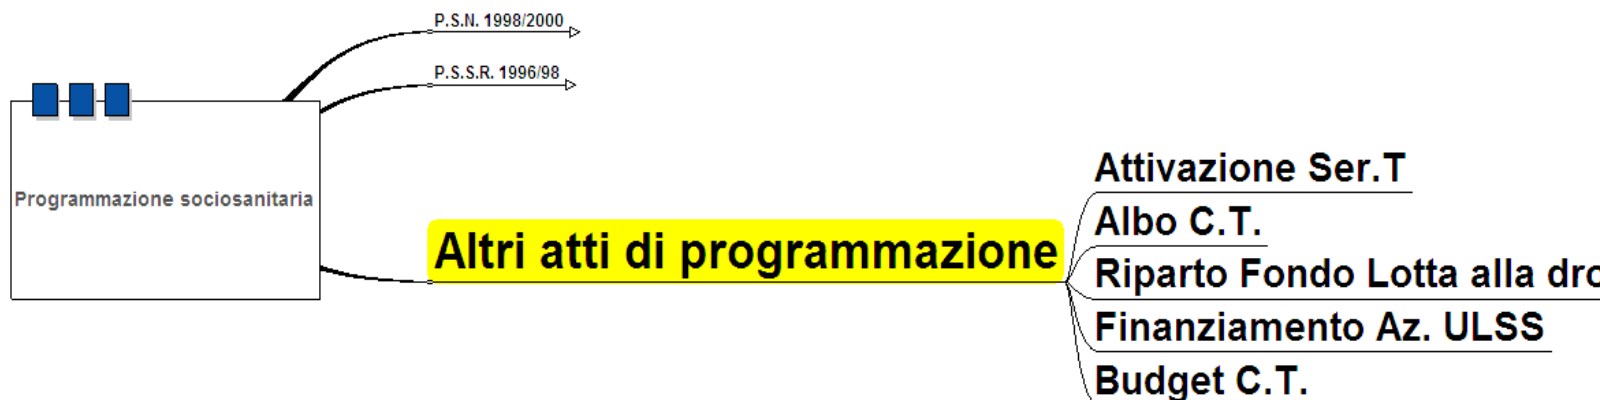 P.S.N. 1998/2000
P.S.S.R. 1996/98
Programmazione sociosanitaria
Altri atti di programmazione
Attivazione Ser.T
Albo C.T.
Riparto Fondo Lotta alla
Finanziamento Az. ULSS
Budget C.T.